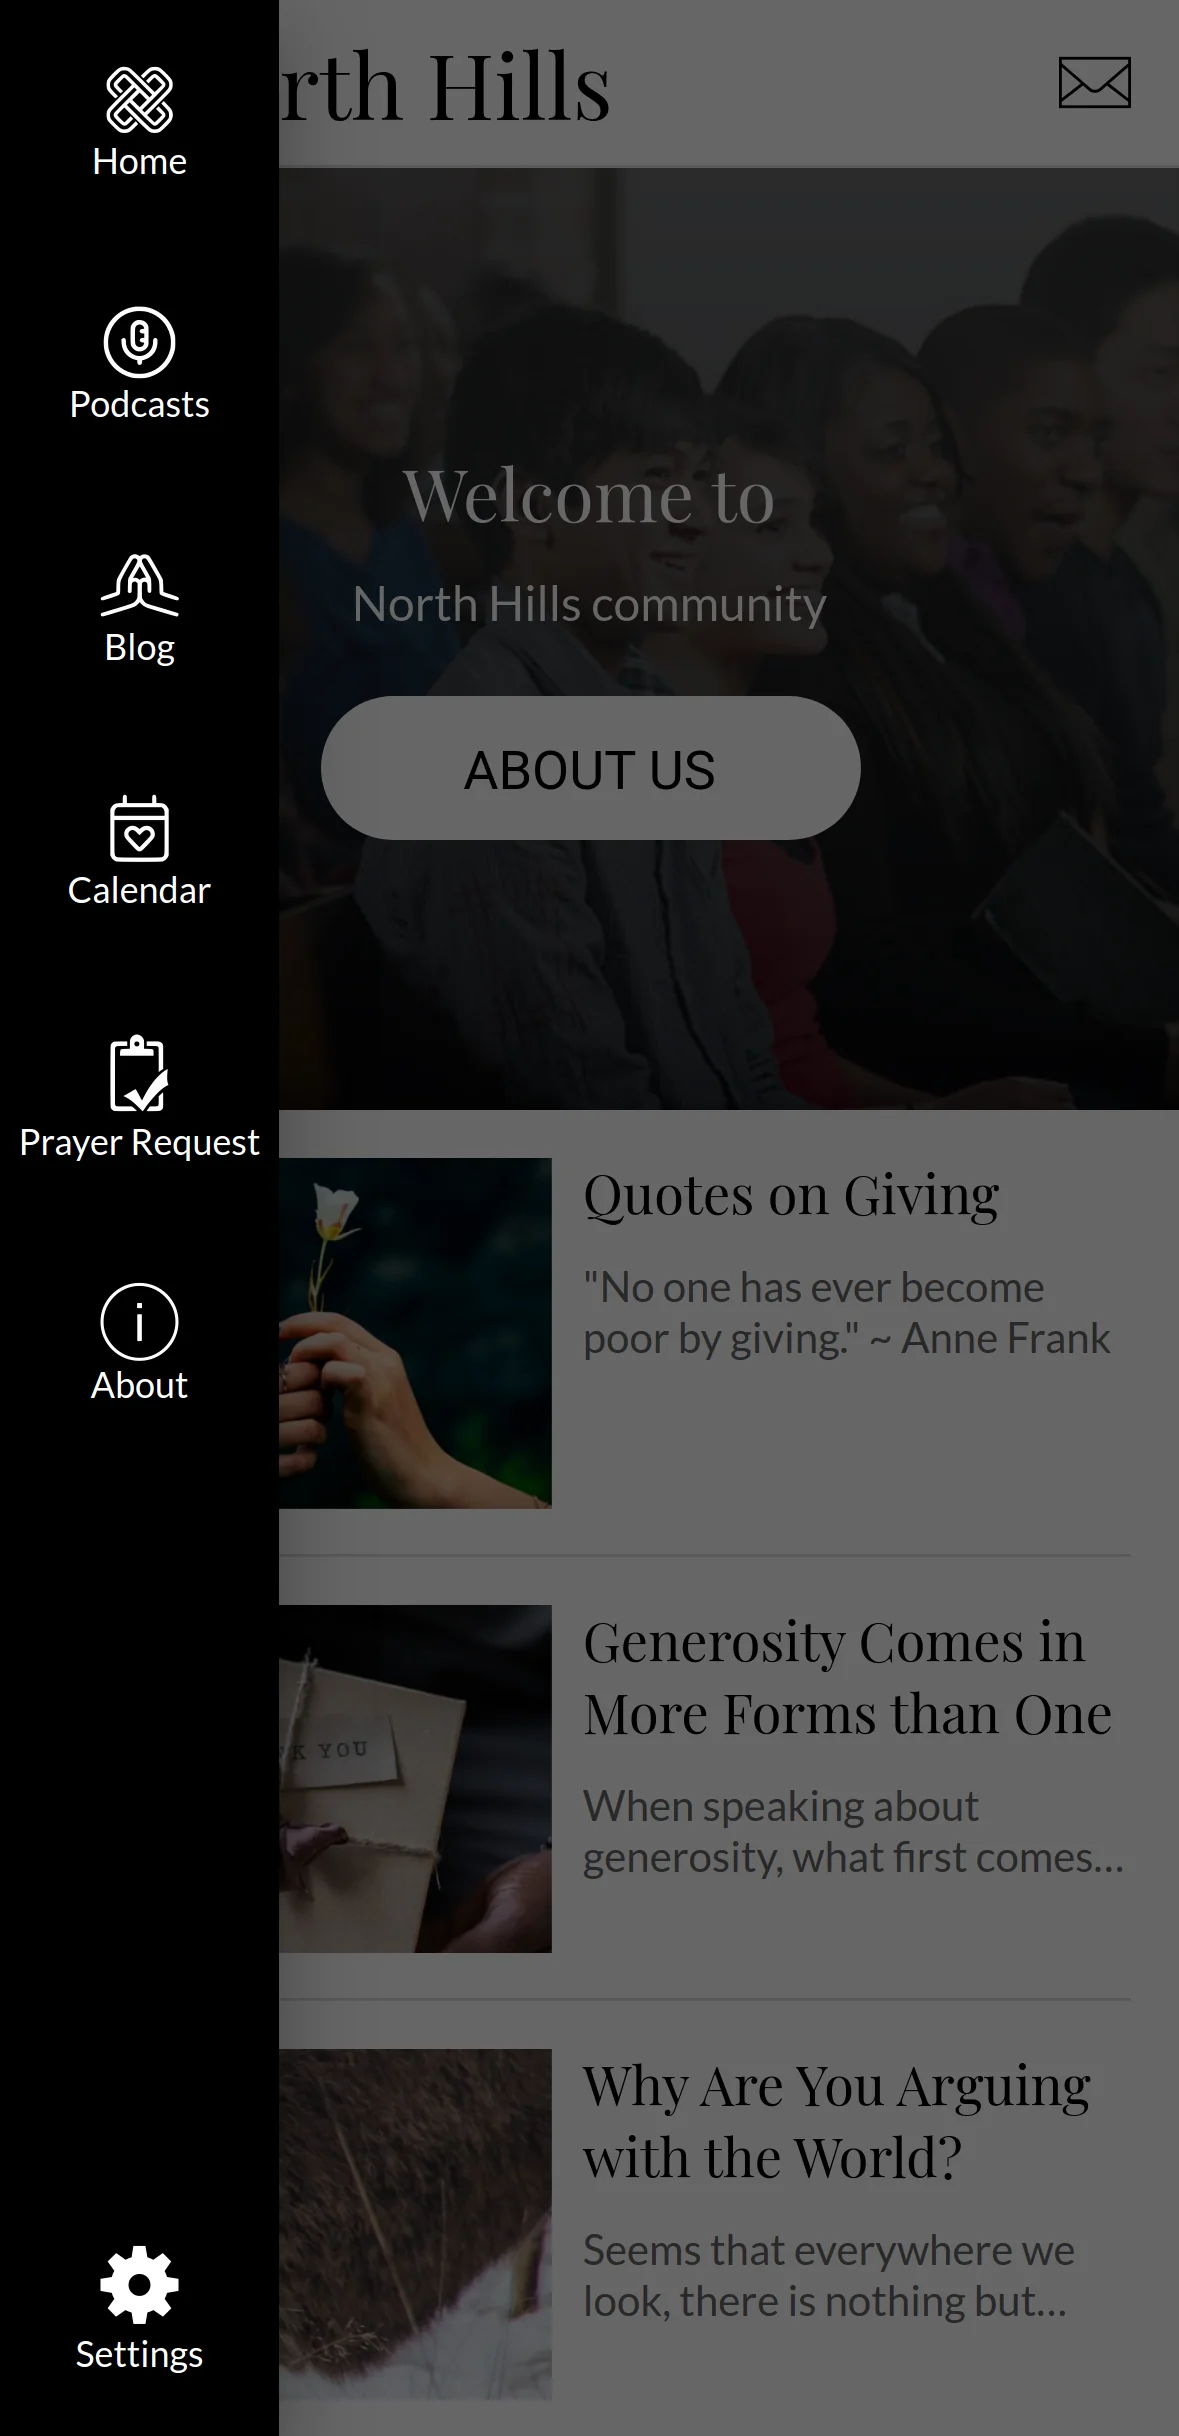 Home
Podcasts
Blog
Calendar
Prayer Request
About
Settings
rth Hills
Welcome to
North Hills community
ABOUT US
Quotes on Giving
"No one has ever become
poor by giving." ~ Anne Frank
K YOU
Generosity Comes in
More Forms than One
When speaking about
generosity, what first comes...
Why Are You Arguing
with the World?
Seems that everywhere we
look, there is nothing but...